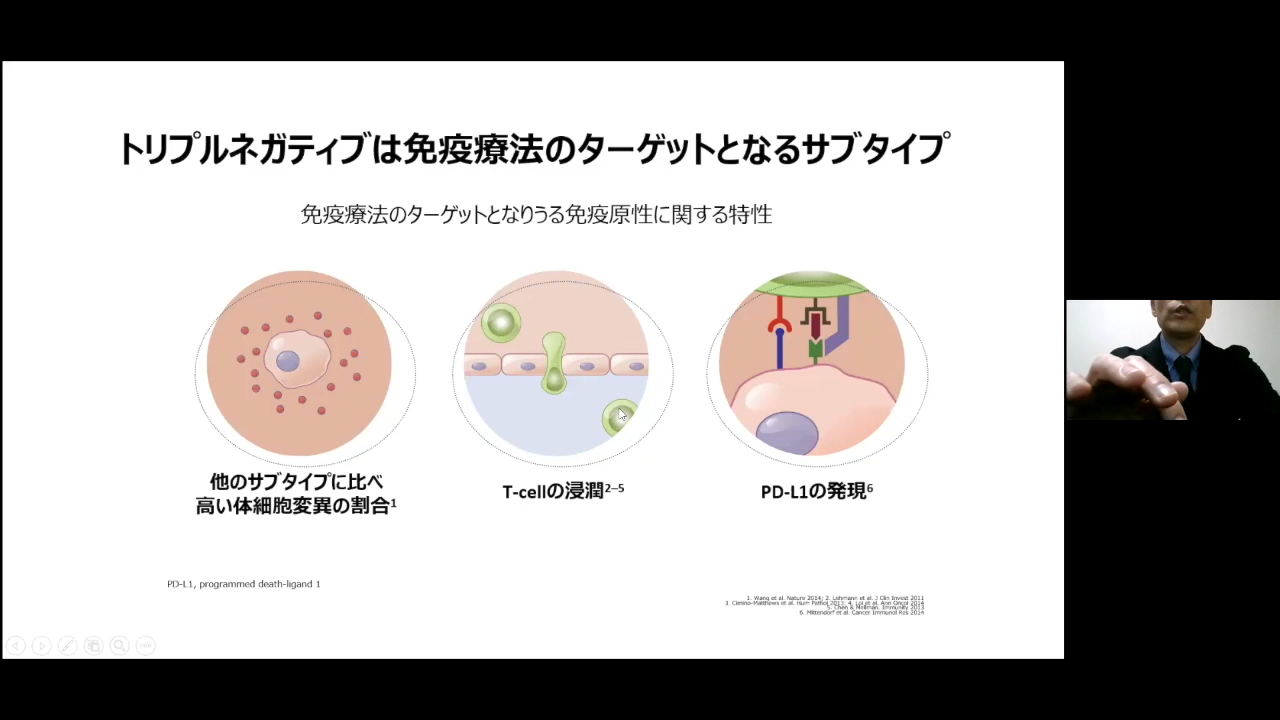 トリプルネガティブは免疫療法のターゲットとなるサブタイプ
免疫療法のターゲットとなりうる免疫原性に関する特性
他のサブタイプに比べ
高い体細胞変異の割合1
T-cellの浸潤2–5
PD-L1の発現6
PD-L1, programmed death-ligand 1
1. Wang et al. Nature 2014; 2. Lehmann et al. J Clin Invest 2011
3. Cimino-Matthews et al. Hum Pathol 2013; 4. Loi et al. Ann Oncol 2014
5. Chen & Mellman. Immunity 2013
6. Mittendorf et al. Cancer Immunol Res 2014